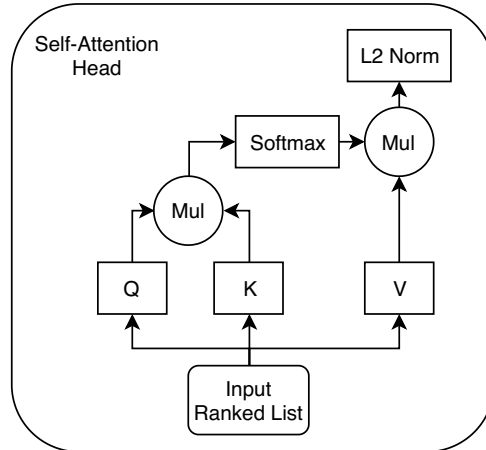 Self-Attention
Head
L2 Norm
Softmax
Mul
Mul
Q
K
V
Input
Ranked List